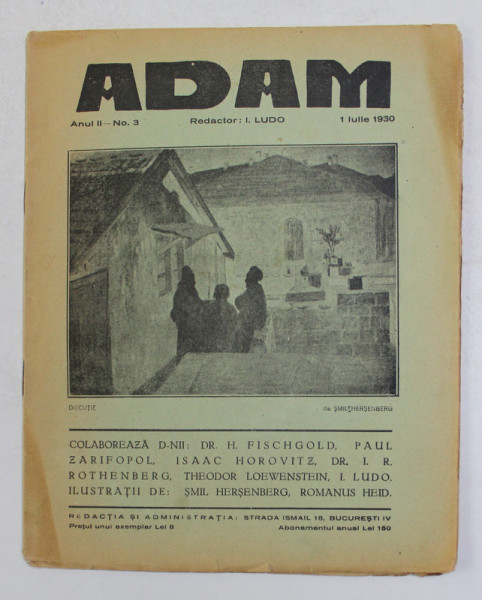 ADAM
Anul II — No. 3 Redactor: I. LUDO 1 Iulie 1930
DISCUȚIE de ȘMIL HERȘENBERG
COLABOREAZĂ D-NII: DR. H. FISCHGOLD, PAUL
ZARIFOPOL, ISAAC HOROVITZ, DR. I. R.
ROTHENBERG, THEODOR LOEWENSTEIN, I. LUDO.
ILUSTRAȚII DE: ȘMIL HERȘENBERG, ROMANUS HEID.
REDACȚIA ȘI ADMINISTRAȚIA: STRADA ISMAIL 18, BUCUREȘTI IV
Prețul unui exemplar Lei 8 Abonamentul anual Lei 150